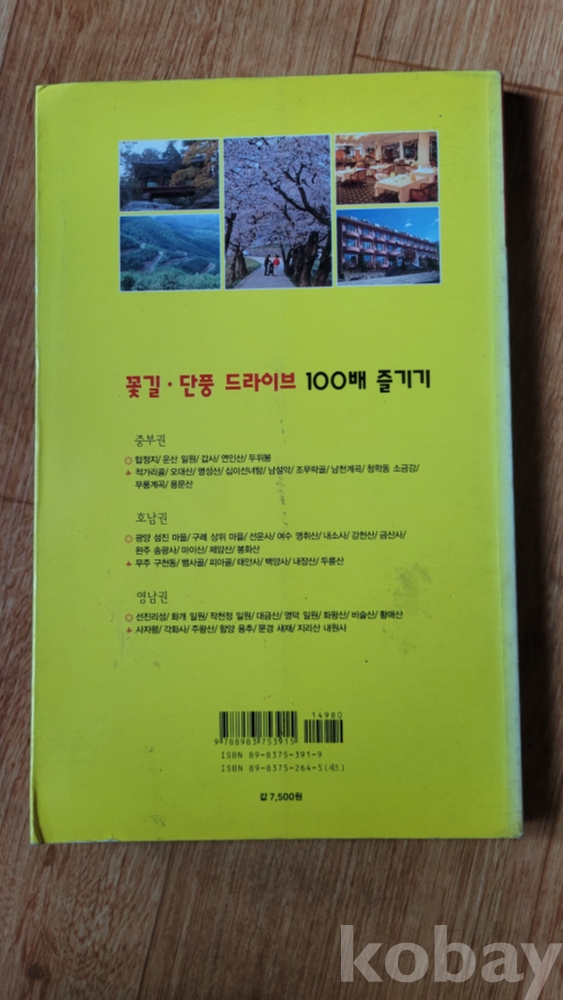 꽃길·단풍 드라이브 100배 즐기기
중부권
탑정지/ 운산 일원/ 갑사/ 연인산/ 두위봉
적가리골/ 오대산/ 명성산/ 십이선녀탕/ 남설악/ 조무락골/ 남천계곡/ 청학동 소금강/
무릉계곡/ 용문산
호남권
광양 섬진 마을/ 구례 상위 마을/ 선운사/ 여수 영취산/ 내소사/ 강천산/ 금산사/
완주 송광사/ 마이산/ 제암산/ 봉화산
무주 구천동/ 뱀사골/ 피아골/ 태안사/ 백양사/ 내장산/ 두륜산
영남권
선진리성/ 화개 일원/ 작천정 일원/ 대금산/ 영덕 일원/ 화왕산/ 비슬산/ 황매산
사자평/ 각화사/ 주왕산/ 함양 용추/ 문경 새재/ 지리산 내원사
14980
9 788983 753915
ISBN 89-8375-391-9
ISBN 89-8375-264-5(세트)
값 7,500원
kobay